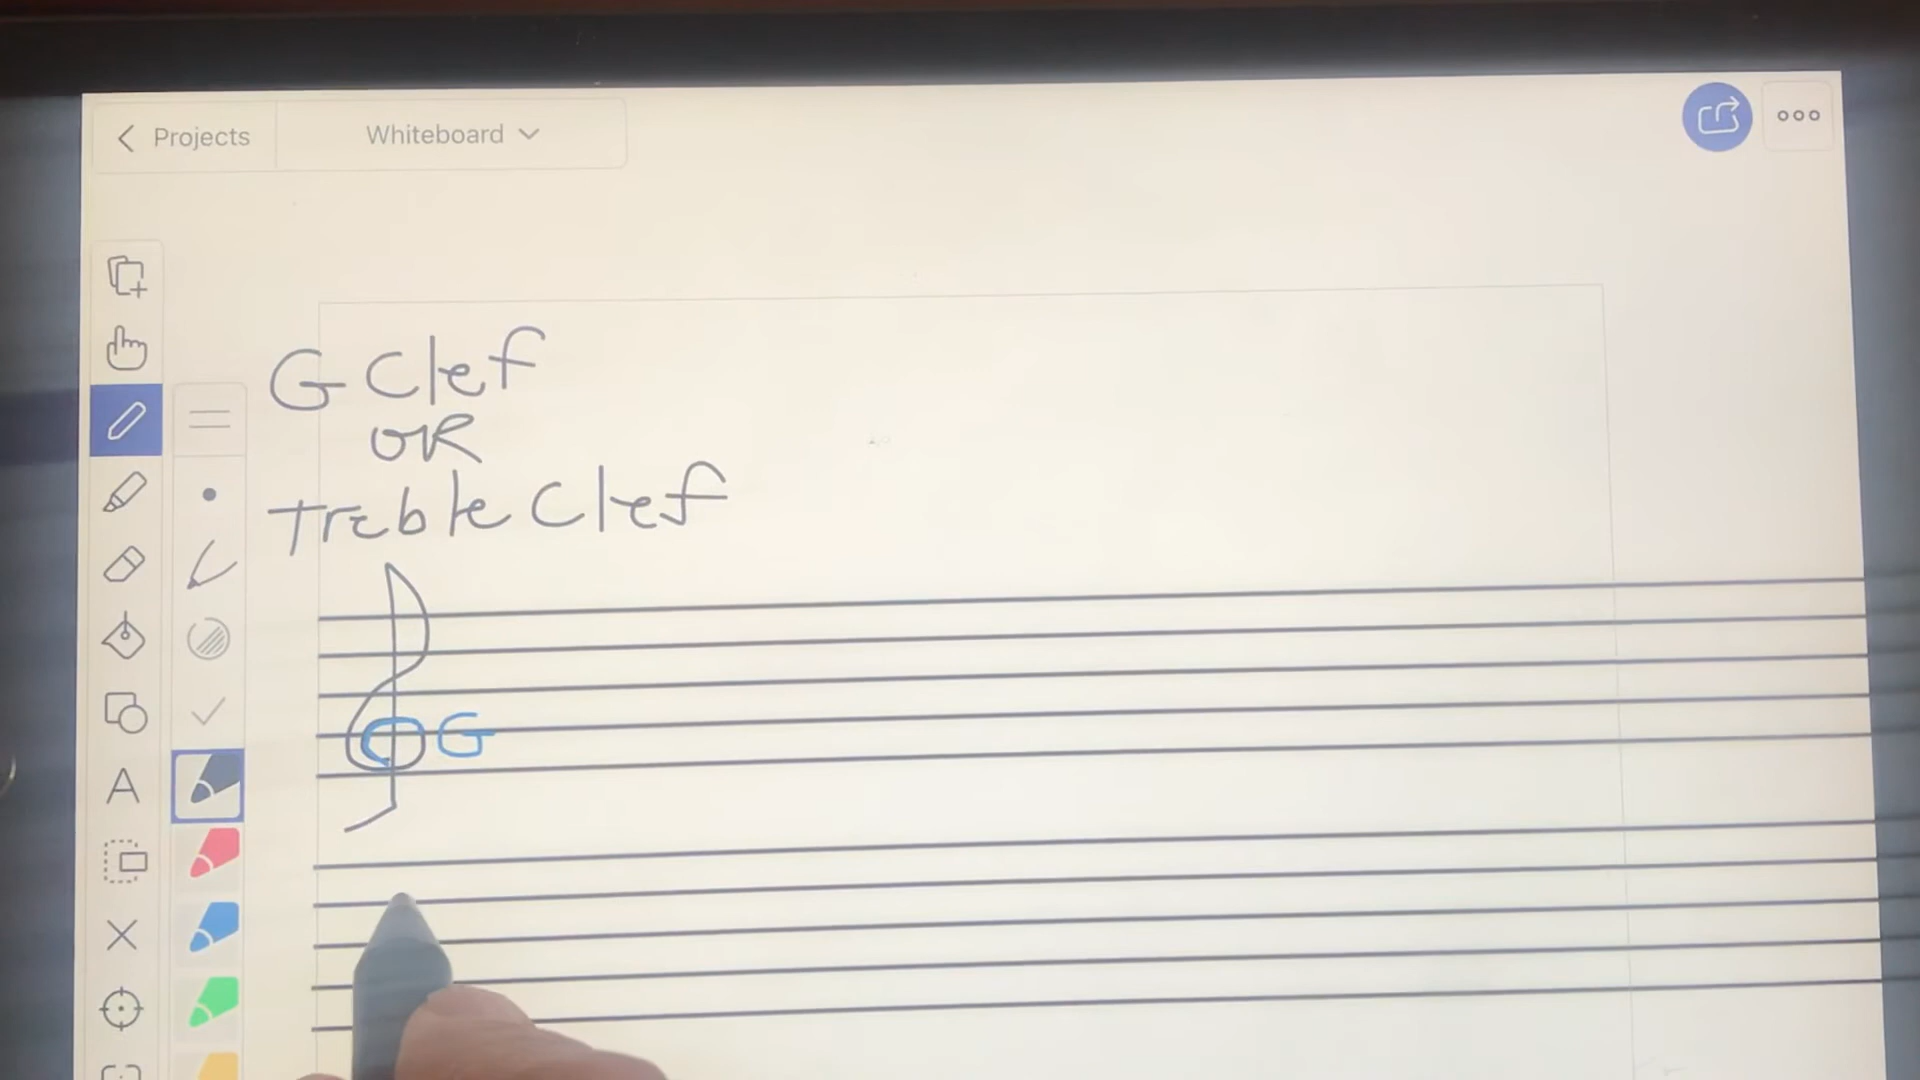 Projects
Whiteboard
G Clef
OR
Treble Clef
G
A